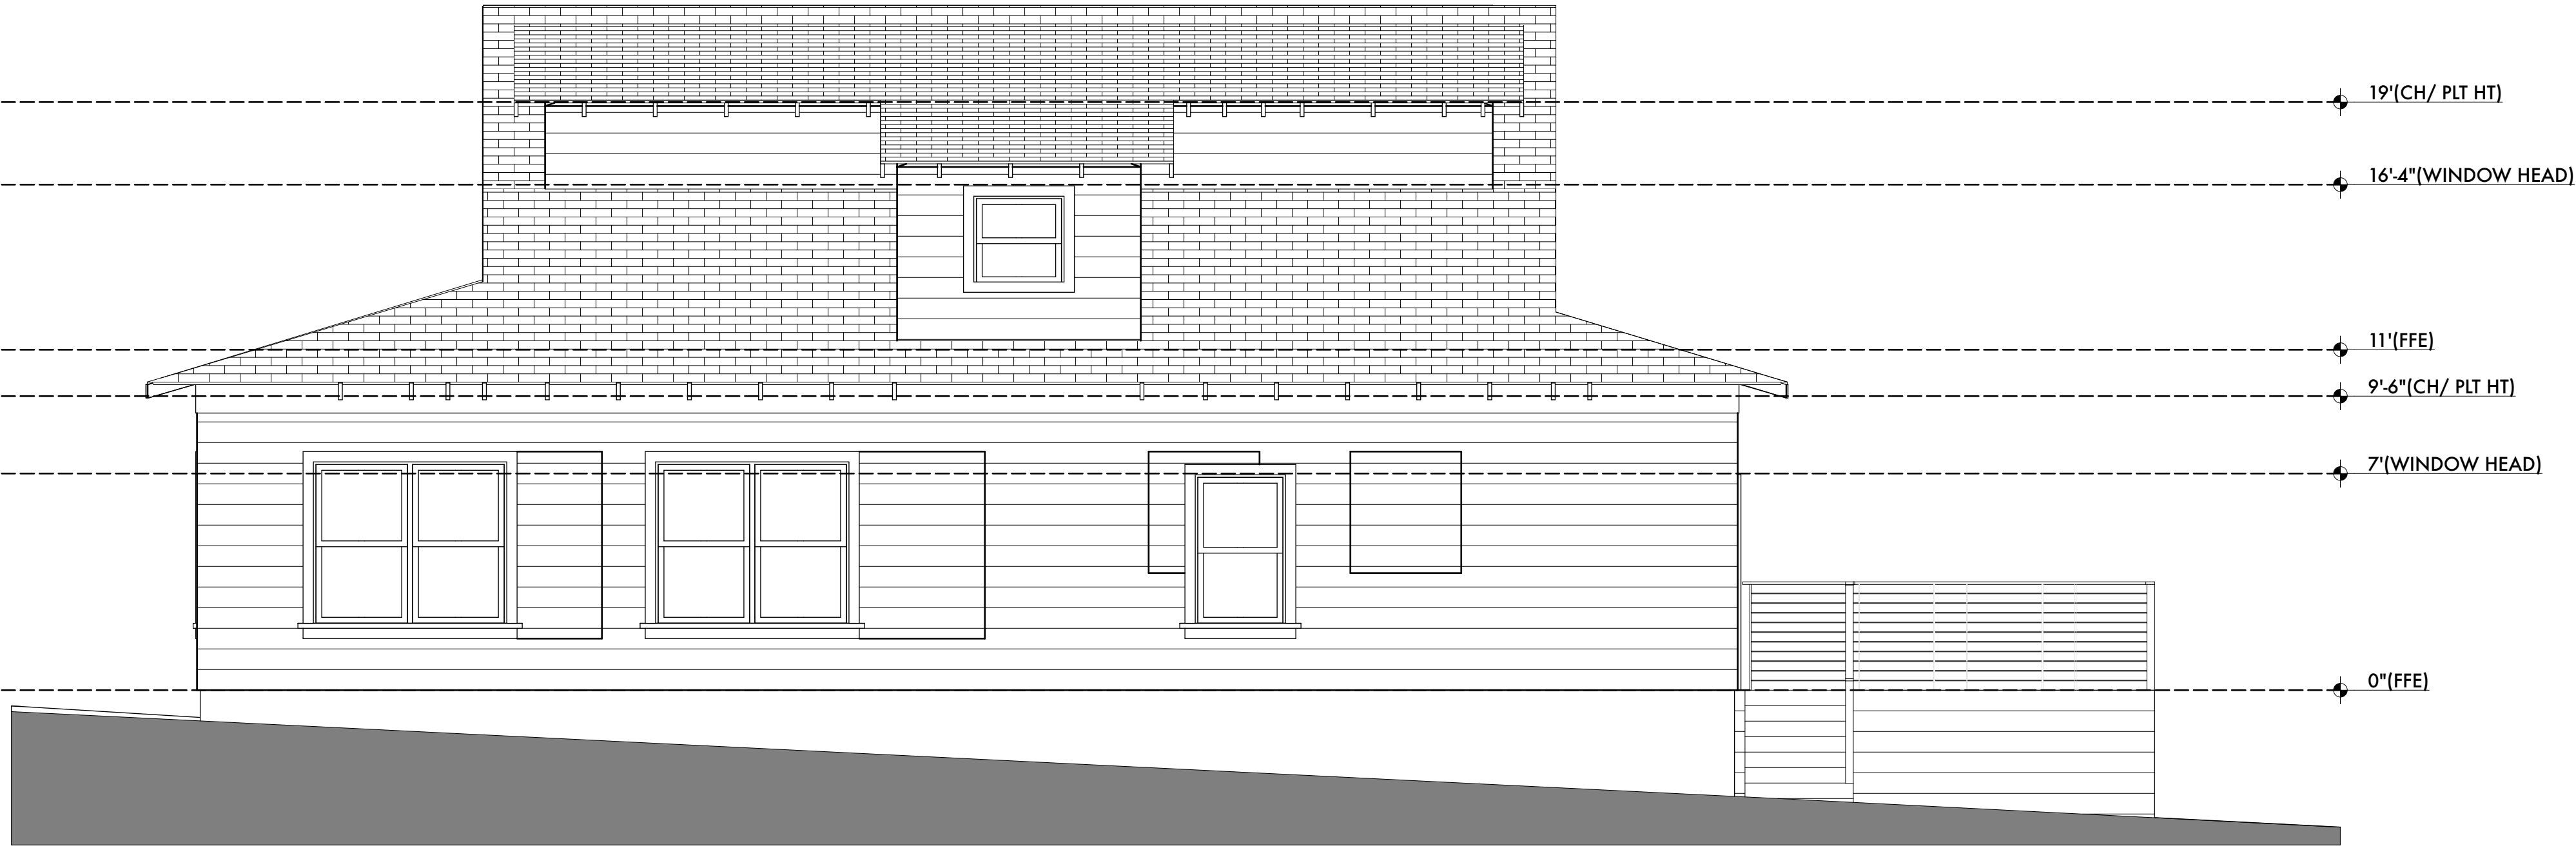 19'(CH/ PLT HT)
16'-4"(WINDOW HEAD)
11'(FFE)
9'-6"(CH/ PLT HT)
7'(WINDOW HEAD)
0"(FFE)